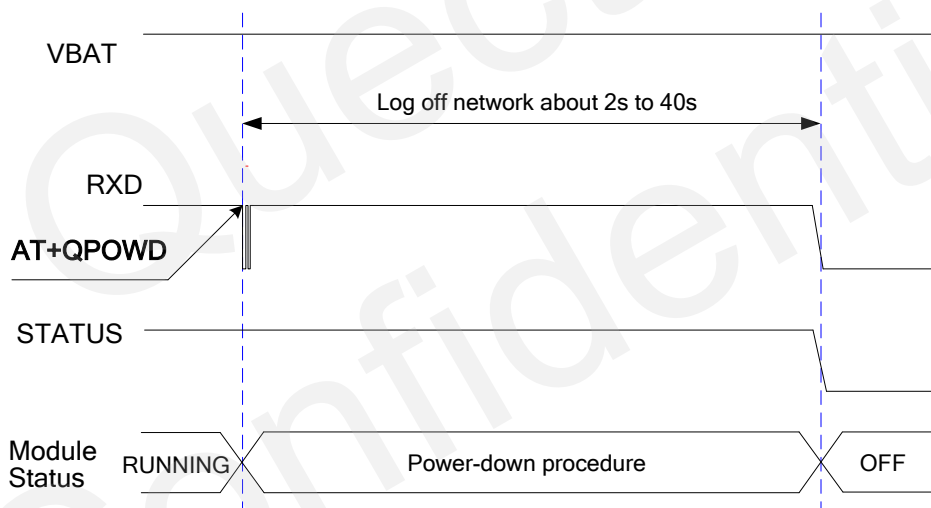 VBAT
Log off network about 2s to 40s
RXD
AT+QPOWD
STATUS
Module
Status
RUNNING
Power-down procedure
OFF